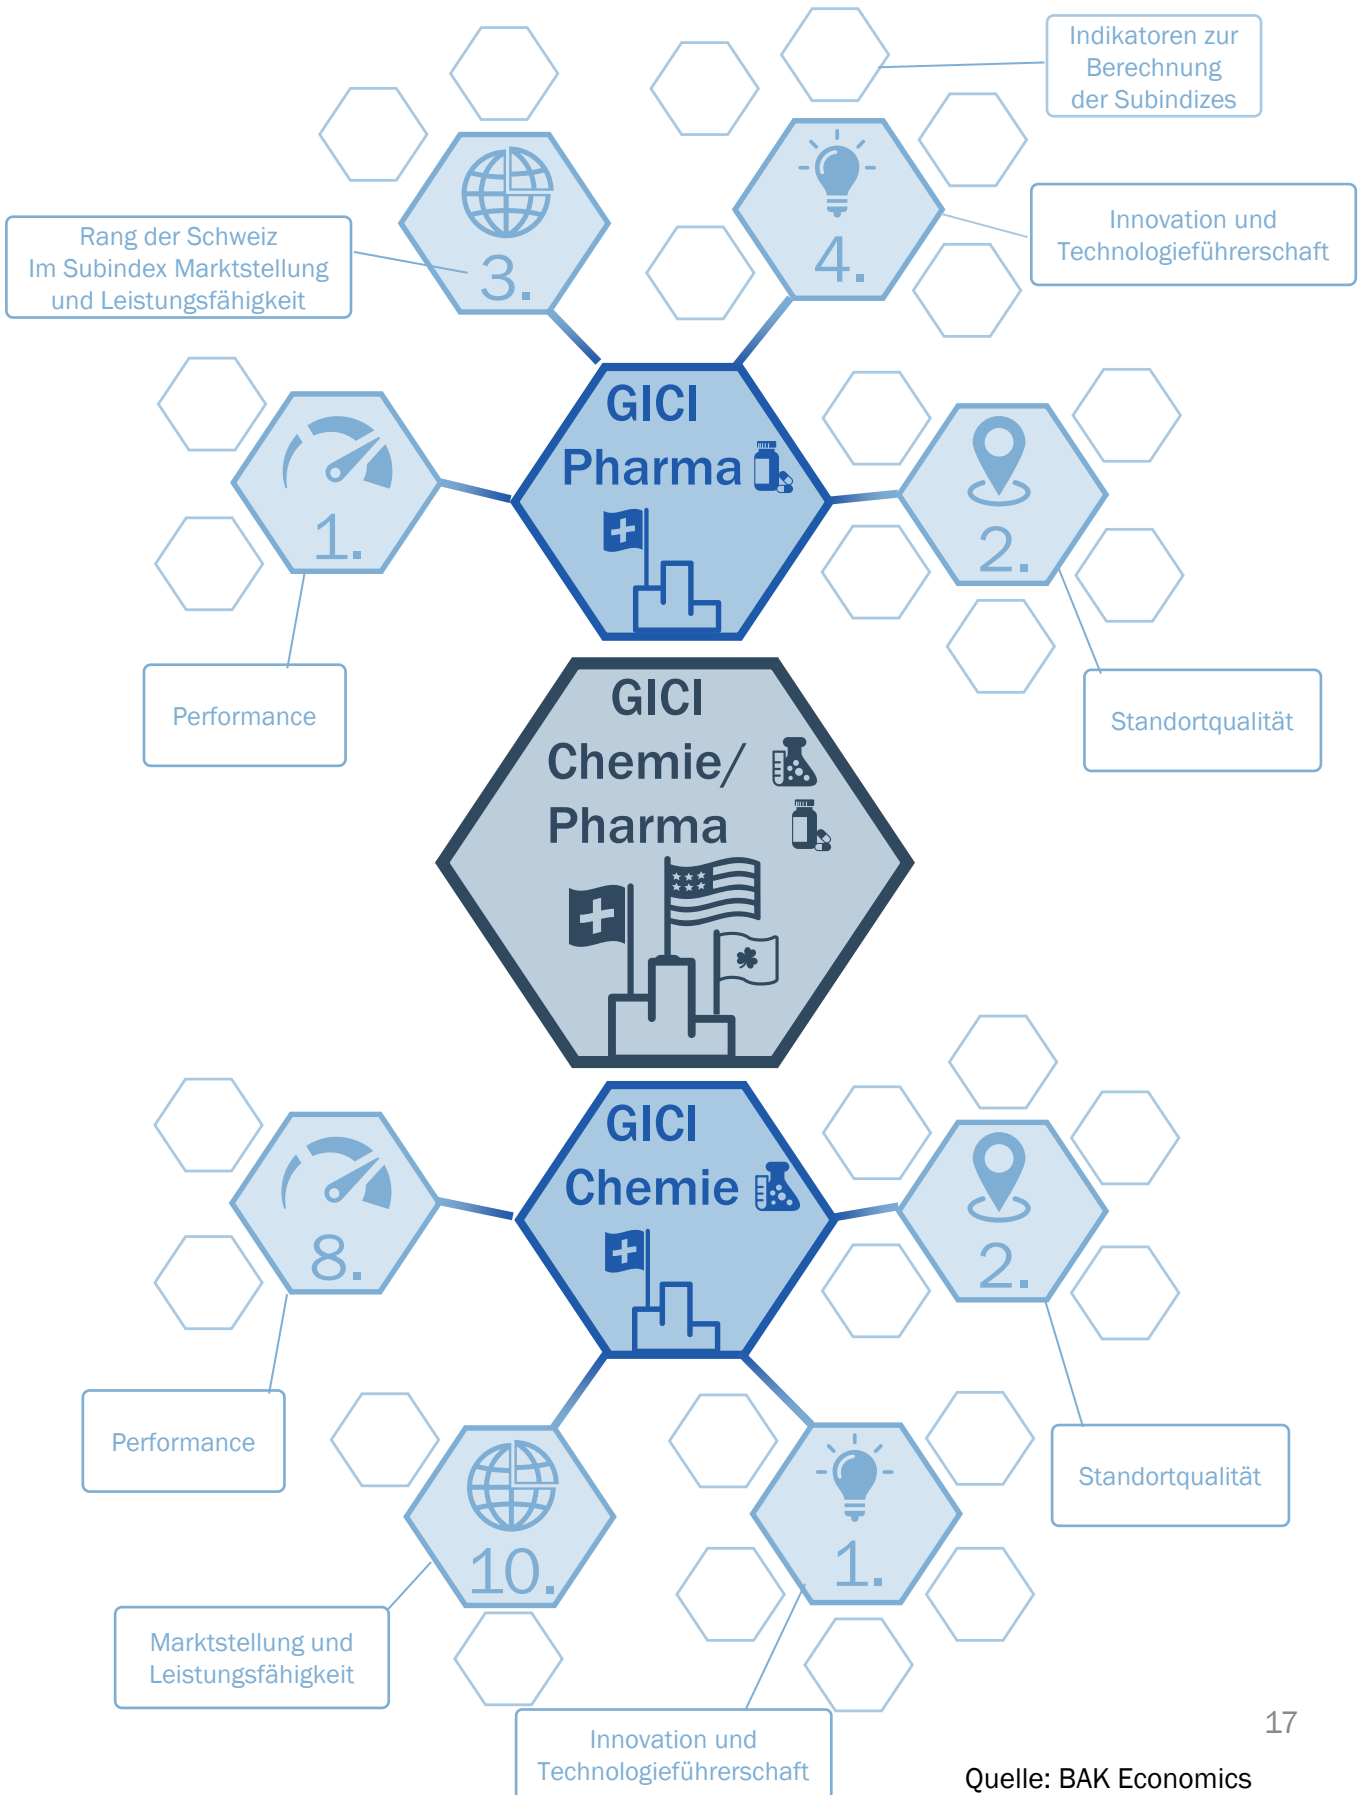 Indikatoren zur
Berechnung
der Subindizes
Rang der Schweiz
Im Subindex Marktstellung
und Leistungsfähigkeit
3.
4.
Innovation und
Technologieführerschaft
GICI
Pharma
1.
2.
Performance
Standortqualität
GICI
Chemie/
Pharma
GICI
Chemie
8.
2.
Performance
Standortqualität
10.
1.
Marktstellung und
Leistungsfähigkeit
Innovation und
Technologieführerschaft
17
Quelle: BAK Economics